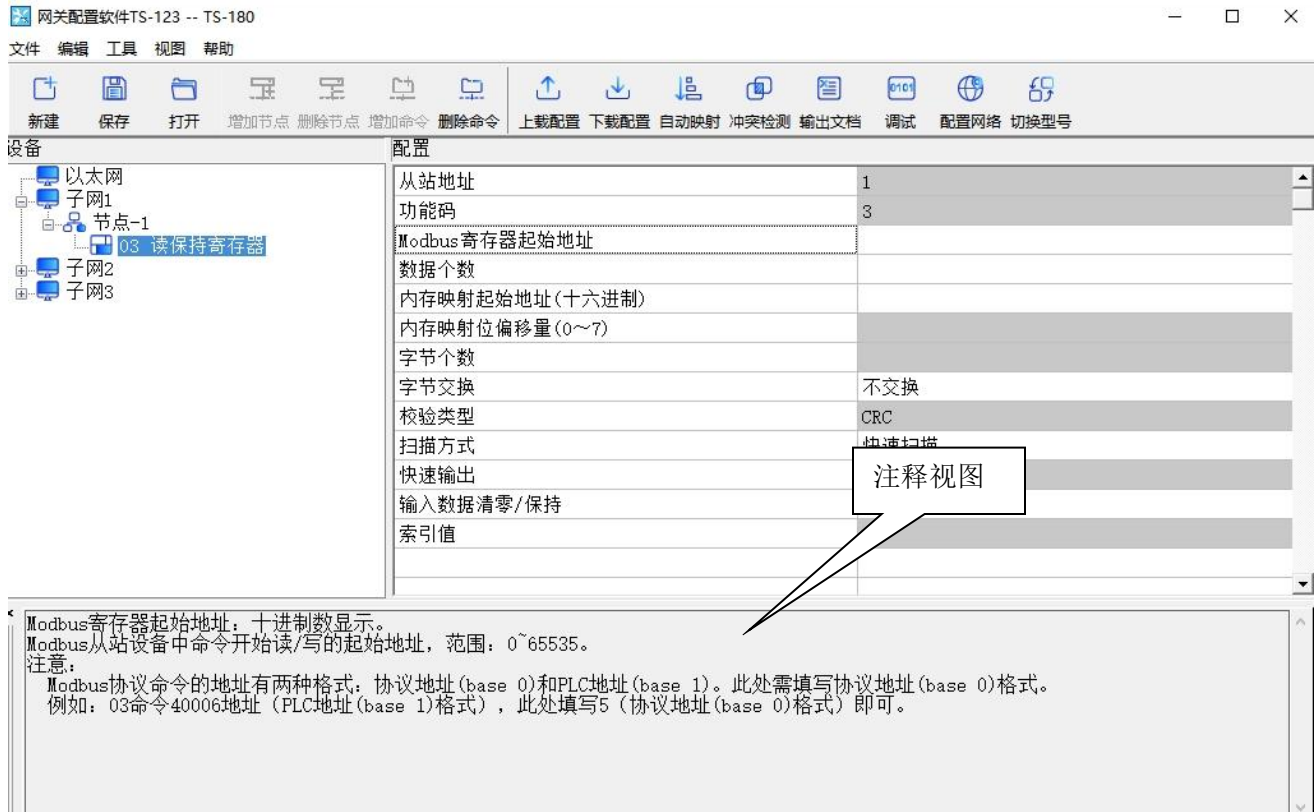 网关配置软件TS-123 -- TS-180
文件 编辑 工具 视图 帮助
新建 保存 打开 增加节点 删除节点 增加命令 删除命令 上载配置 下载配置 自动映射 冲突检测 输出文档 调试 配置网络 切换型号
设备
以太网
子网1
节点-1
03 读保持寄存器
子网2
子网3
配置
从站地址 1
功能码 3
Modbus寄存器起始地址
数据个数
内存映射起始地址(十六进制)
内存映射位偏移量(0～7)
字节个数
字节交换 不交换
校验类型 CRC
扫描方式 快速扫描
快速输出
输入数据清零/保持
索引值
注释视图
Modbus寄存器起始地址: 十进制数显示。
Modbus从站设备中命令开始读/写的起始地址, 范围: 0~65535。
注意:
Modbus协议命令的地址有两种格式: 协议地址(base 0)和PLC地址(base 1)。此处需填写协议地址(base 0)格式。
例如: 03命令40006地址 (PLC地址(base 1)格式) , 此处填写5 (协议地址(base 0)格式) 即可。